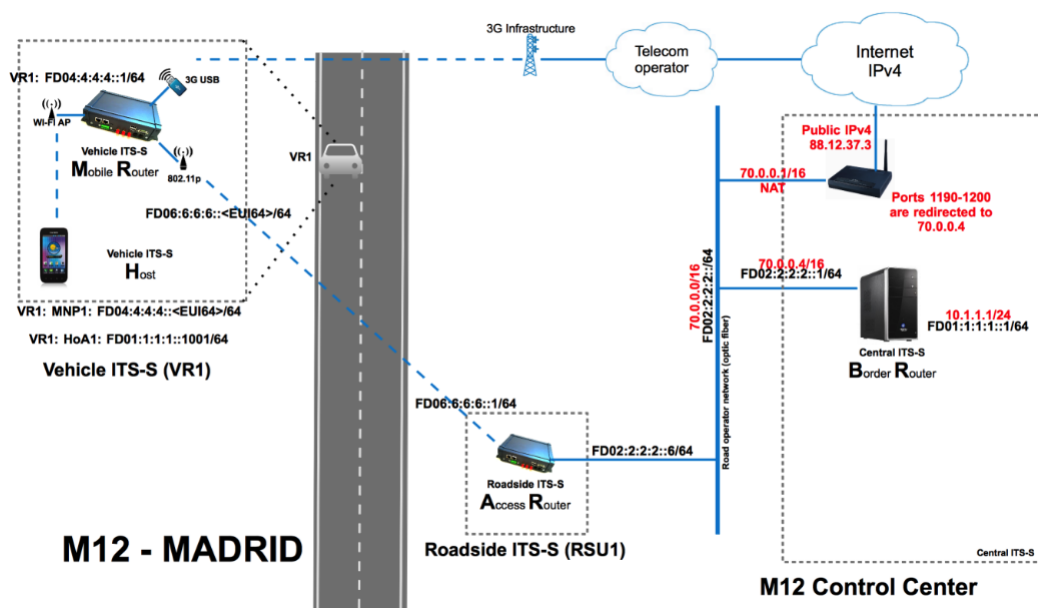 3G Infrastructure
Telecom
operator
Internet
IPv4
VR1: FD04:4:4:4::1/64
3G USB
Wi-Fi AP
Vehicle ITS-S
Mobile Router
802.11p
VR1
FD06:6:6:6::<EUI64>/64
Vehicle ITS-S
Host
VR1: MNP1: FD04:4:4:4::<EUI64>/64
VR1: HoA1: FD01:1:1:1::1001/64
Vehicle ITS-S (VR1)
Public IPv4
88.12.37.3
70.0.0.1/16
NAT
Ports 1190-1200
are redirected to
70.0.0.4
70.0.0.4/16
FD02:2:2:2::1/64
70.0.0.0/16
FD02:2:2:2::/64
Road operator network (optic fiber)
10.1.1.1/24
FD01:1:1:1::1/64
Central ITS-S
Border Router
FD06:6:6:6::1/64
FD02:2:2:2::6/64
Roadside ITS-S
Access Router
Roadside ITS-S (RSU1)
M12 - MADRID
Central ITS-S
M12 Control Center